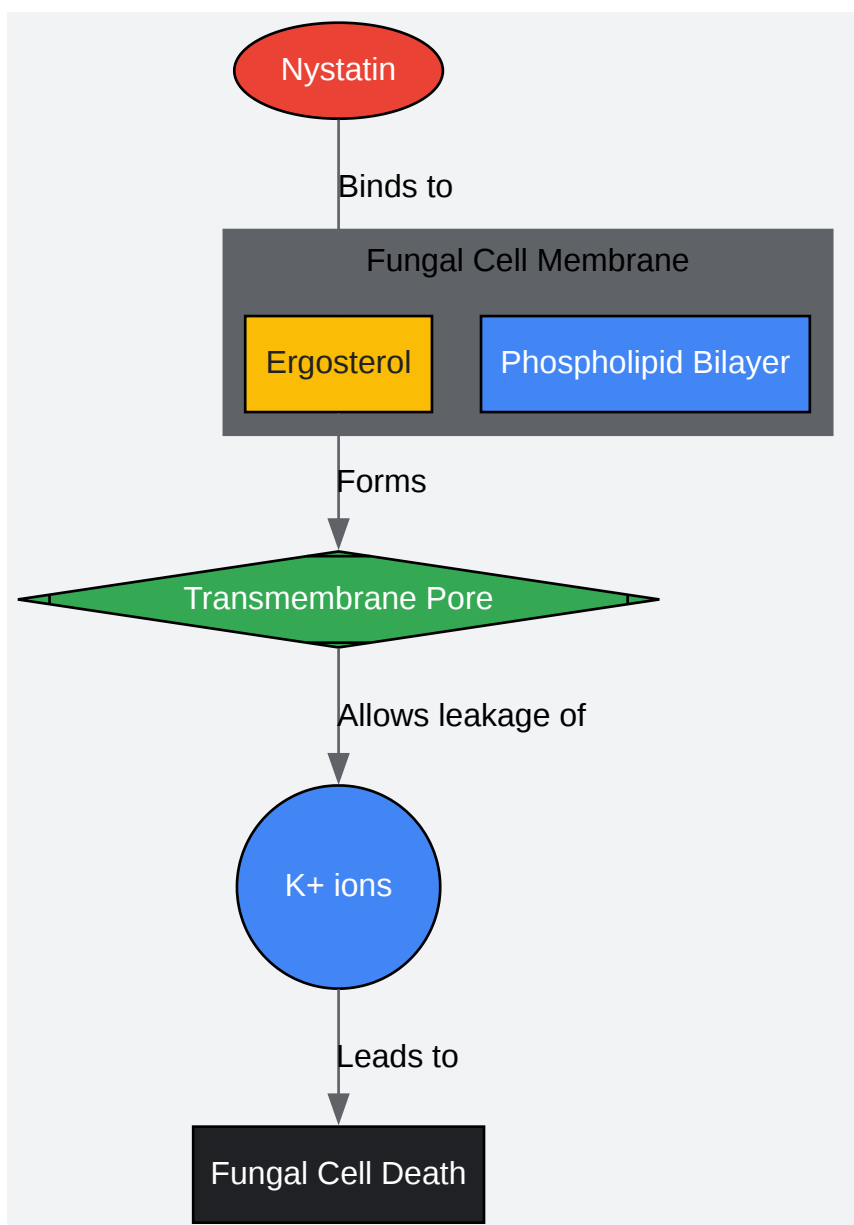 Nystatin
Binds to
Fungal Cell Membrane
Ergosterol
Phospholipid Bilayer
Forms
Transmembrane Pore
Allows leakage of
K+ ions
Leads to
Fungal Cell Death